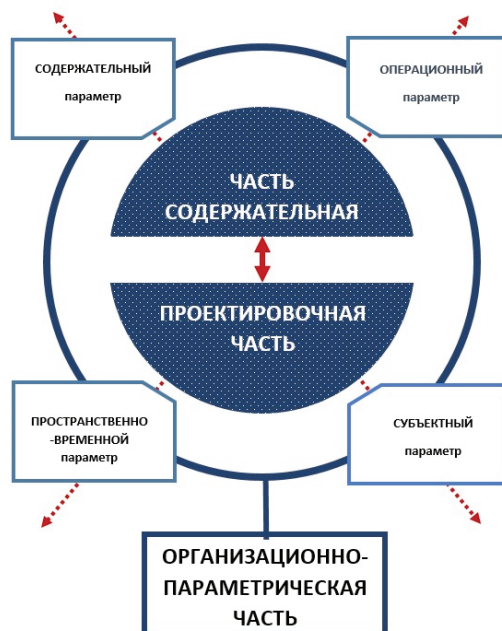 СОДЕРЖАТЕЛЬНЫЙ
параметр
ОПЕРАЦИОННЫЙ
параметр
ЧАСТЬ
СОДЕРЖАТЕЛЬНАЯ
ПРОЕКТИРОВОЧНАЯ
ЧАСТЬ
ПРОСТРАНСТВЕННО
-ВРЕМЕННОЙ
параметр
СУБЪЕКТНЫЙ
параметр
ОРГАНИЗАЦИОННО-
ПАРАМЕТРИЧЕСКАЯ
ЧАСТЬ